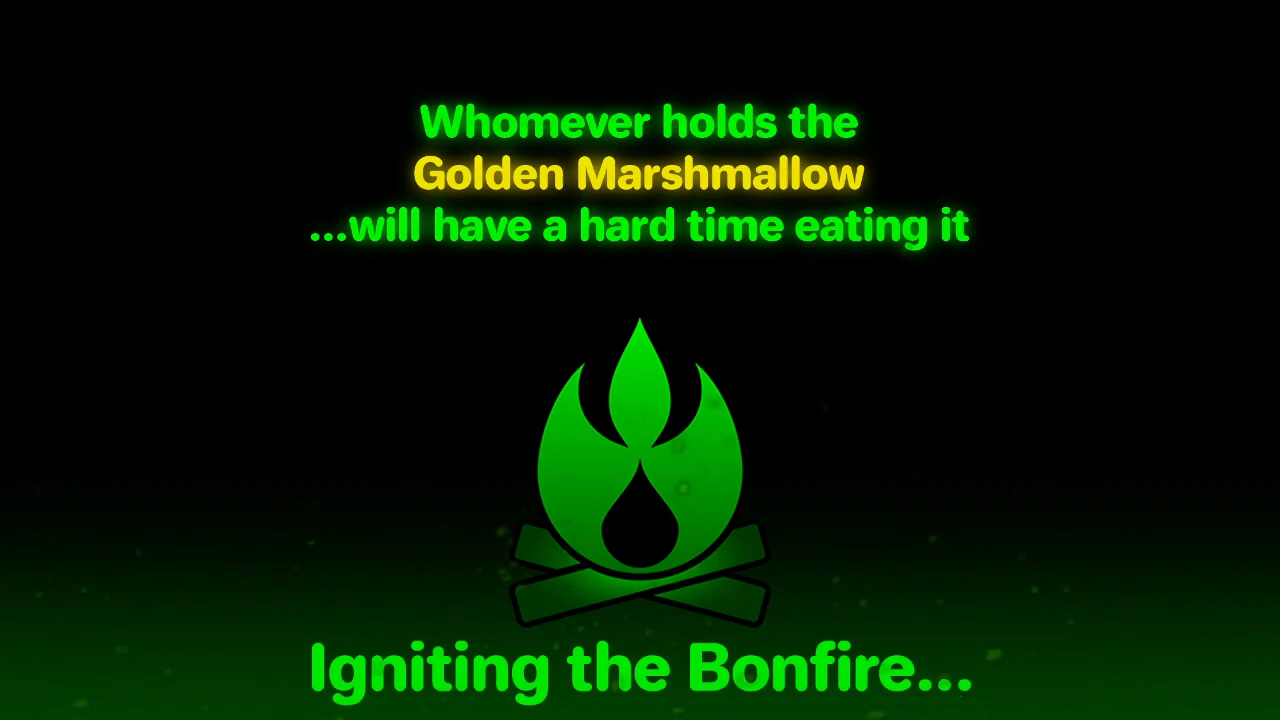 Whomever holds the
Golden Marshmallow
...will have a hard time eating it
Igniting the Bonfire...